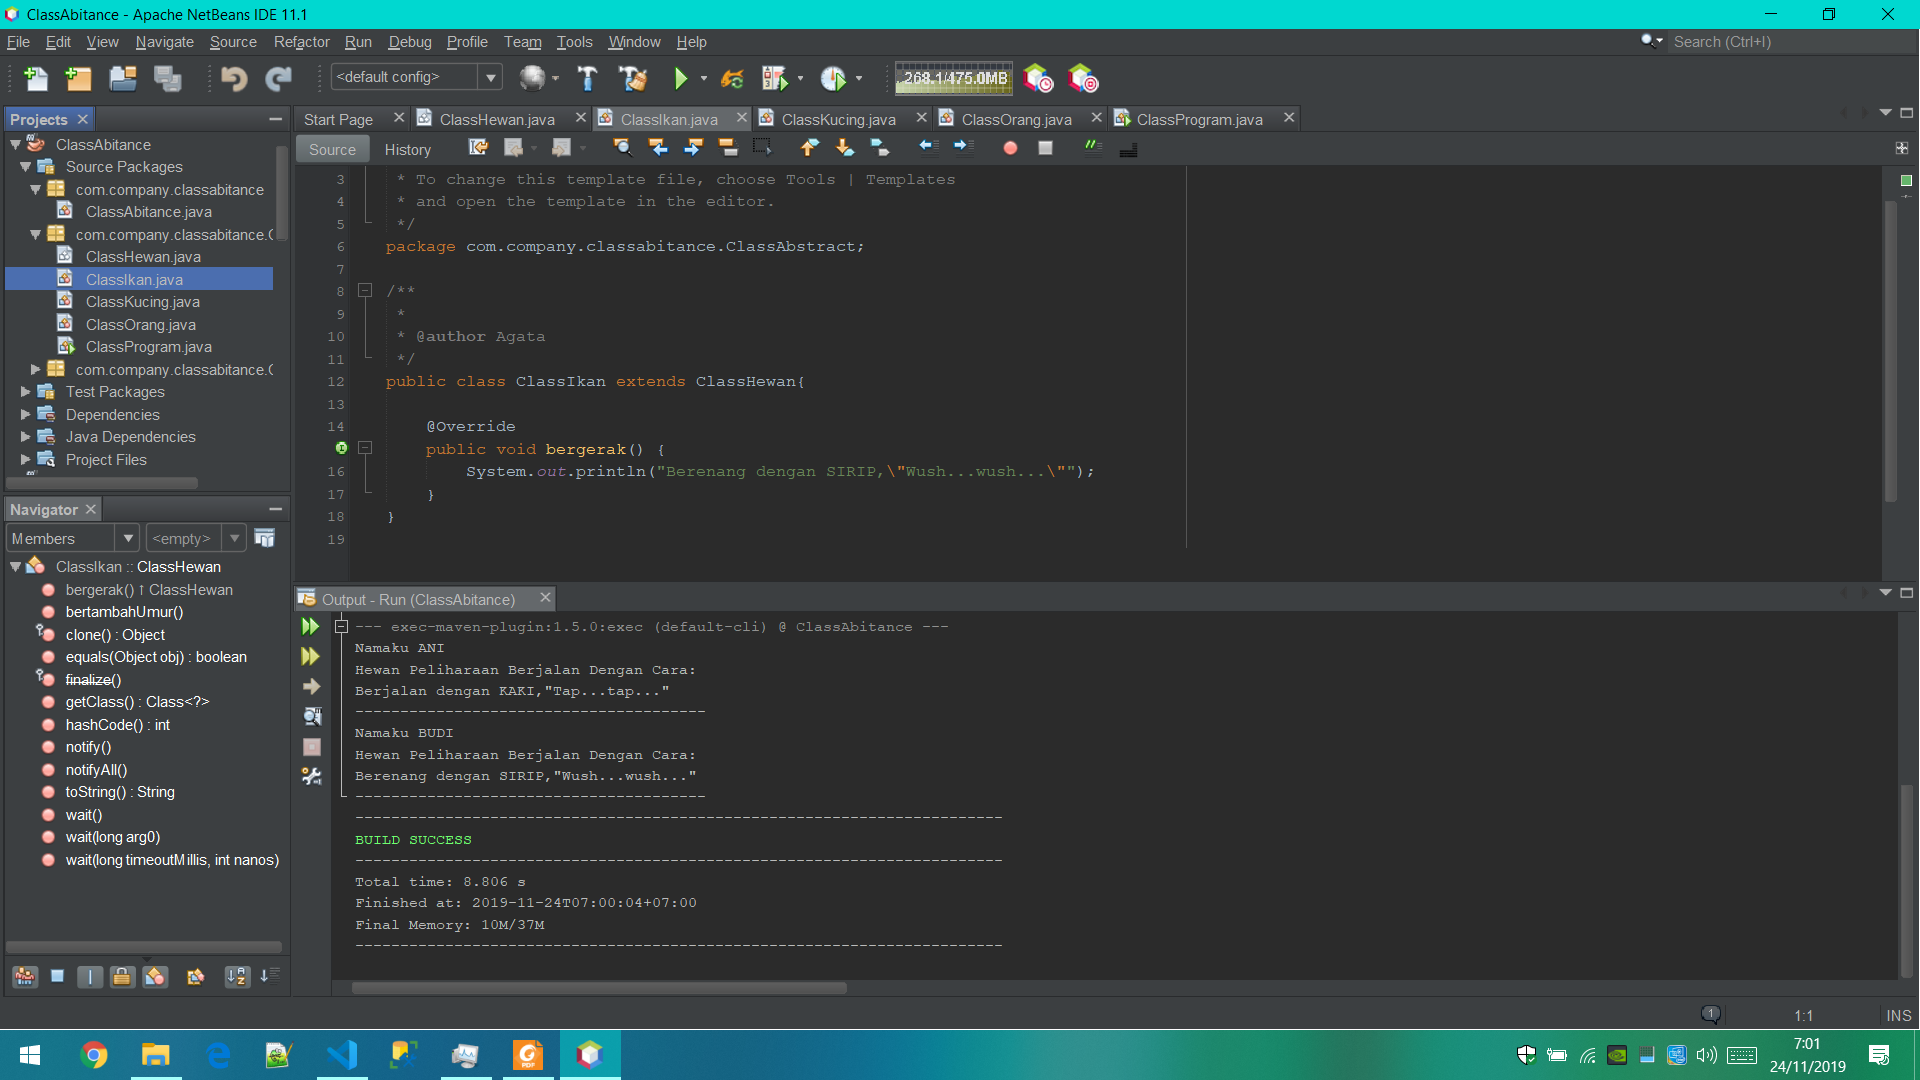 ClassAbitance - Apache NetBeans IDE 11.1
File Edit View Navigate Source Refactor Run Debug Profile Team Tools Window Help
Search (Ctrl+I)
<default config>
268.1/475.0MB
Projects
ClassAbitance
Source Packages
com.company.classabitance
ClassAbitance.java
com.company.classabitance.C
ClassHewan.java
ClassIkan.java
ClassKucing.java
ClassOrang.java
ClassProgram.java
com.company.classabitance.C
Test Packages
Dependencies
Java Dependencies
Project Files
Navigator
Members
<empty>
ClassIkan :: ClassHewan
bergerak() ↑ ClassHewan
bertambahUmur()
clone() : Object
equals(Object obj) : boolean
finalize()
getClass() : Class<?>
hashCode() : int
notify()
notifyAll()
toString() : String
wait()
wait(long arg0)
wait(long timeoutMillis, int nanos)
Start Page ClassHewan.java ClassIkan.java ClassKucing.java ClassOrang.java ClassProgram.java
Source History
3 * To change this template file, choose Tools | Templates
4 * and open the template in the editor.
5 */
6 package com.company.classabitance.ClassAbstract;
7
8 /**
9 *
10 * @author Agata
11 */
12 public class ClassIkan extends ClassHewan{
13
14 @Override
public void bergerak() {
16 System.out.println("Berenang dengan SIRIP,\"Wush...wush...\"");
17 }
18 }
19
Output - Run (ClassAbitance)
--- exec-maven-plugin:1.5.0:exec (default-cli) @ ClassAbitance ---
Namaku ANI
Hewan Peliharaan Berjalan Dengan Cara:
Berjalan dengan KAKI,"Tap...tap..."
---------------------------------------
Namaku BUDI
Hewan Peliharaan Berjalan Dengan Cara:
Berenang dengan SIRIP,"Wush...wush..."
---------------------------------------
------------------------------------------------------------------------
BUILD SUCCESS
------------------------------------------------------------------------
Total time: 8.806 s
Finished at: 2019-11-24T07:00:04+07:00
Final Memory: 10M/37M
------------------------------------------------------------------------
1
1:1
INS
7:01
24/11/2019